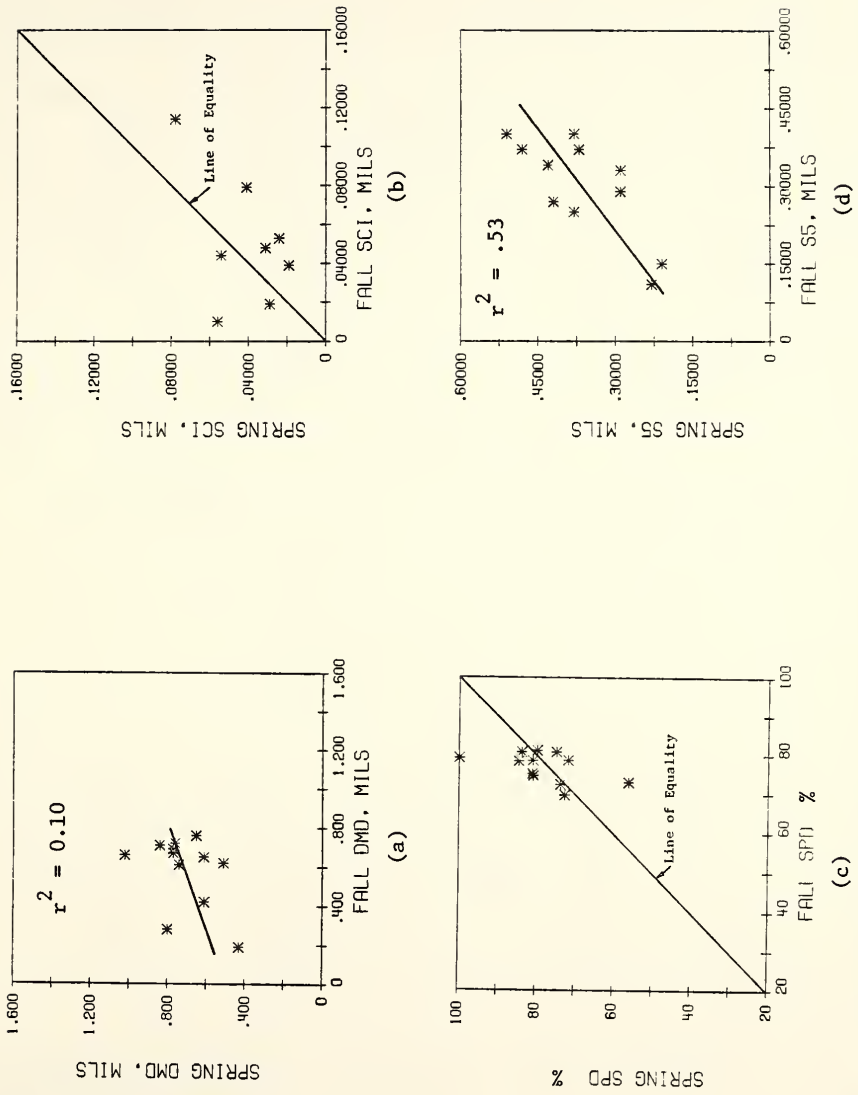 1.600
1.200
.800
.400
0
SPRING DMD, MILS
r² = 0.10
0
.400
.800
1.200
1.600
FALL DMD, MILS
(a)
.16000
.12000
.08000
.04000
0
SPRING SCI, MILS
Line of Equality
0
.04000
.08000
.12000
.16000
FALL SCI, MILS
(b)
100
80
60
40
20
SPRING SPD %
Line of Equality
20
40
60
80
100
FALL SPD %
(c)
.60000
.45000
.30000
.15000
0
SPRING S5, MILS
r² = .53
0
.15000
.30000
.45000
.60000
FALL S5, MILS
(d)